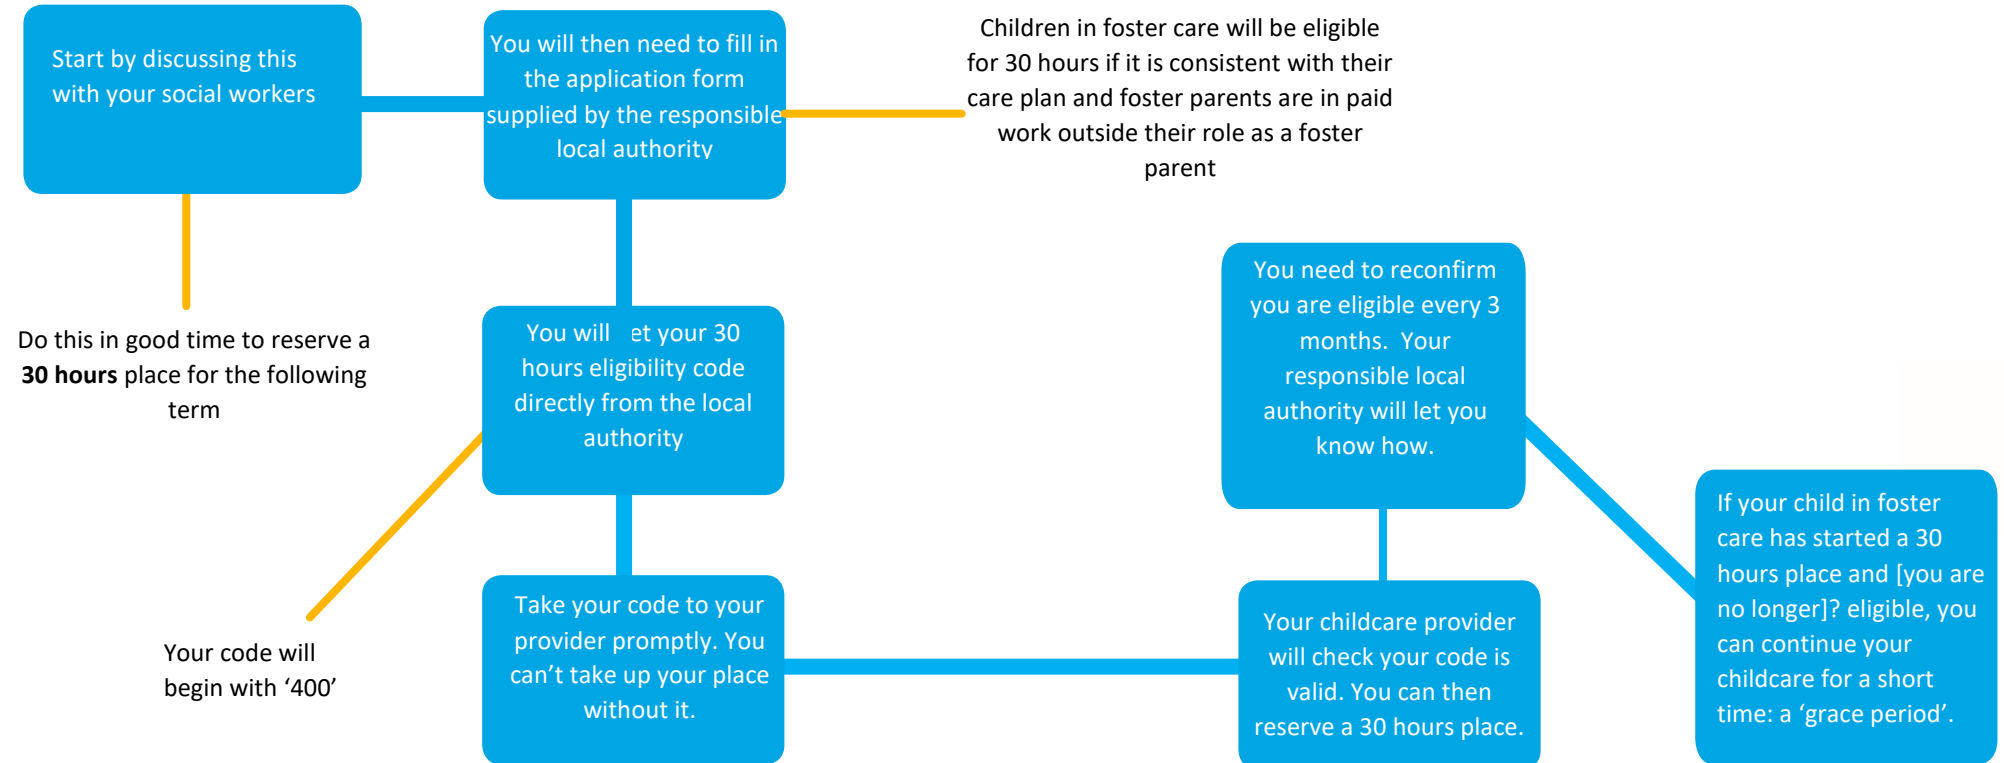 Start by discussing this
with your social workers
You will then need to fill in
the application form
supplied by the responsible
local authority
Children in foster care will be eligible
for 30 hours if it is consistent with their
care plan and foster parents are in paid
work outside their role as a foster
parent
Do this in good time to reserve a
30 hours place for the following
term
You will et your 30
hours eligibility code
directly from the local
authority
Your code will
begin with ‘400’
Take your code to your
provider promptly. You
can’t take up your place
without it.
Your childcare provider
will check your code is
valid. You can then
reserve a 30 hours place.
You need to reconfirm
you are eligible every 3
months. Your
responsible local
authority will let you
know how.
If your child in foster
care has started a 30
hours place and [you are
no longer]? eligible, you
can continue your
childcare for a short
time: a ‘grace period’.